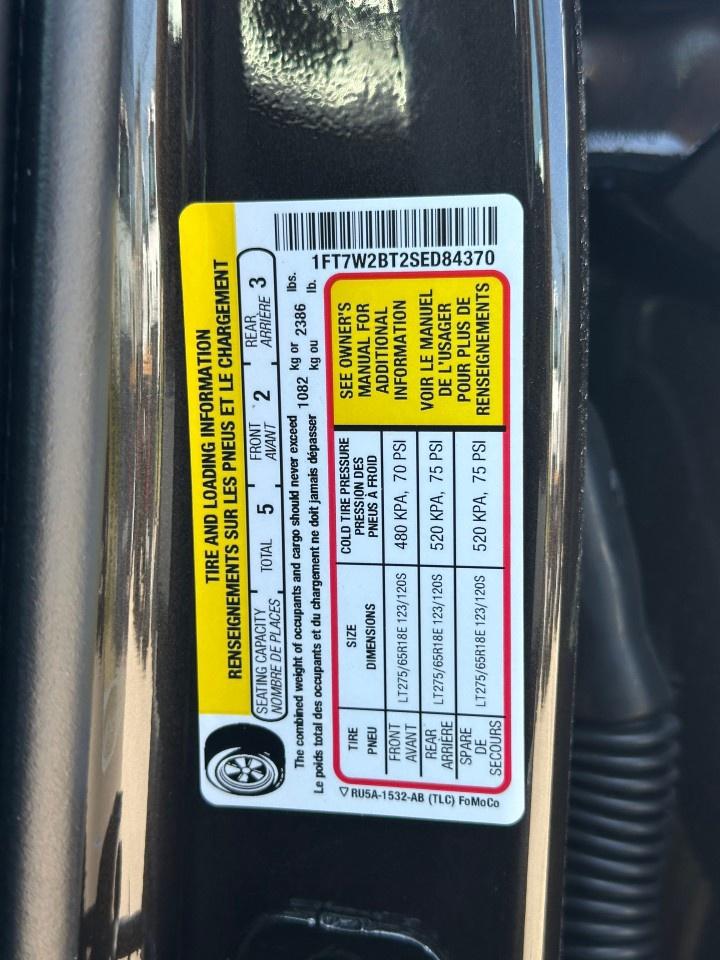 TIRE AND LOADING INFORMATION
RENSEIGNEMENTS SUR LES PNEUS ET LE CHARGEMENT
SEATING CAPACITY TOTAL 5 FRONT 2 REAR 3
NOMBRE DE PLACES AVANT ARRIÈRE
The combined weight of occupants and cargo should never exceed 1082 kg or 2386 lbs.
Le poids total des occupants et du chargement ne doit jamais dépasser kg ou lb.
1FT7W2BT2SED84370
TIRE SIZE COLD TIRE PRESSURE
PNEU DIMENSIONS PRESSION DES
PNEUS À FROID
FRONT LT275/65R18E 123/120S 480 KPA, 70 PSI
AVANT
REAR LT275/65R18E 123/120S 520 KPA, 75 PSI
ARRIÈRE
SPARE LT275/65R18E 123/120S 520 KPA, 75 PSI
DE
SECOURS
SEE OWNER'S
MANUAL FOR
ADDITIONAL
INFORMATION
VOIR LE MANUEL
DE L'USAGER
POUR PLUS DE
RENSEIGNEMENTS
▽RU5A-1532-AB (TLC) FoMoCo